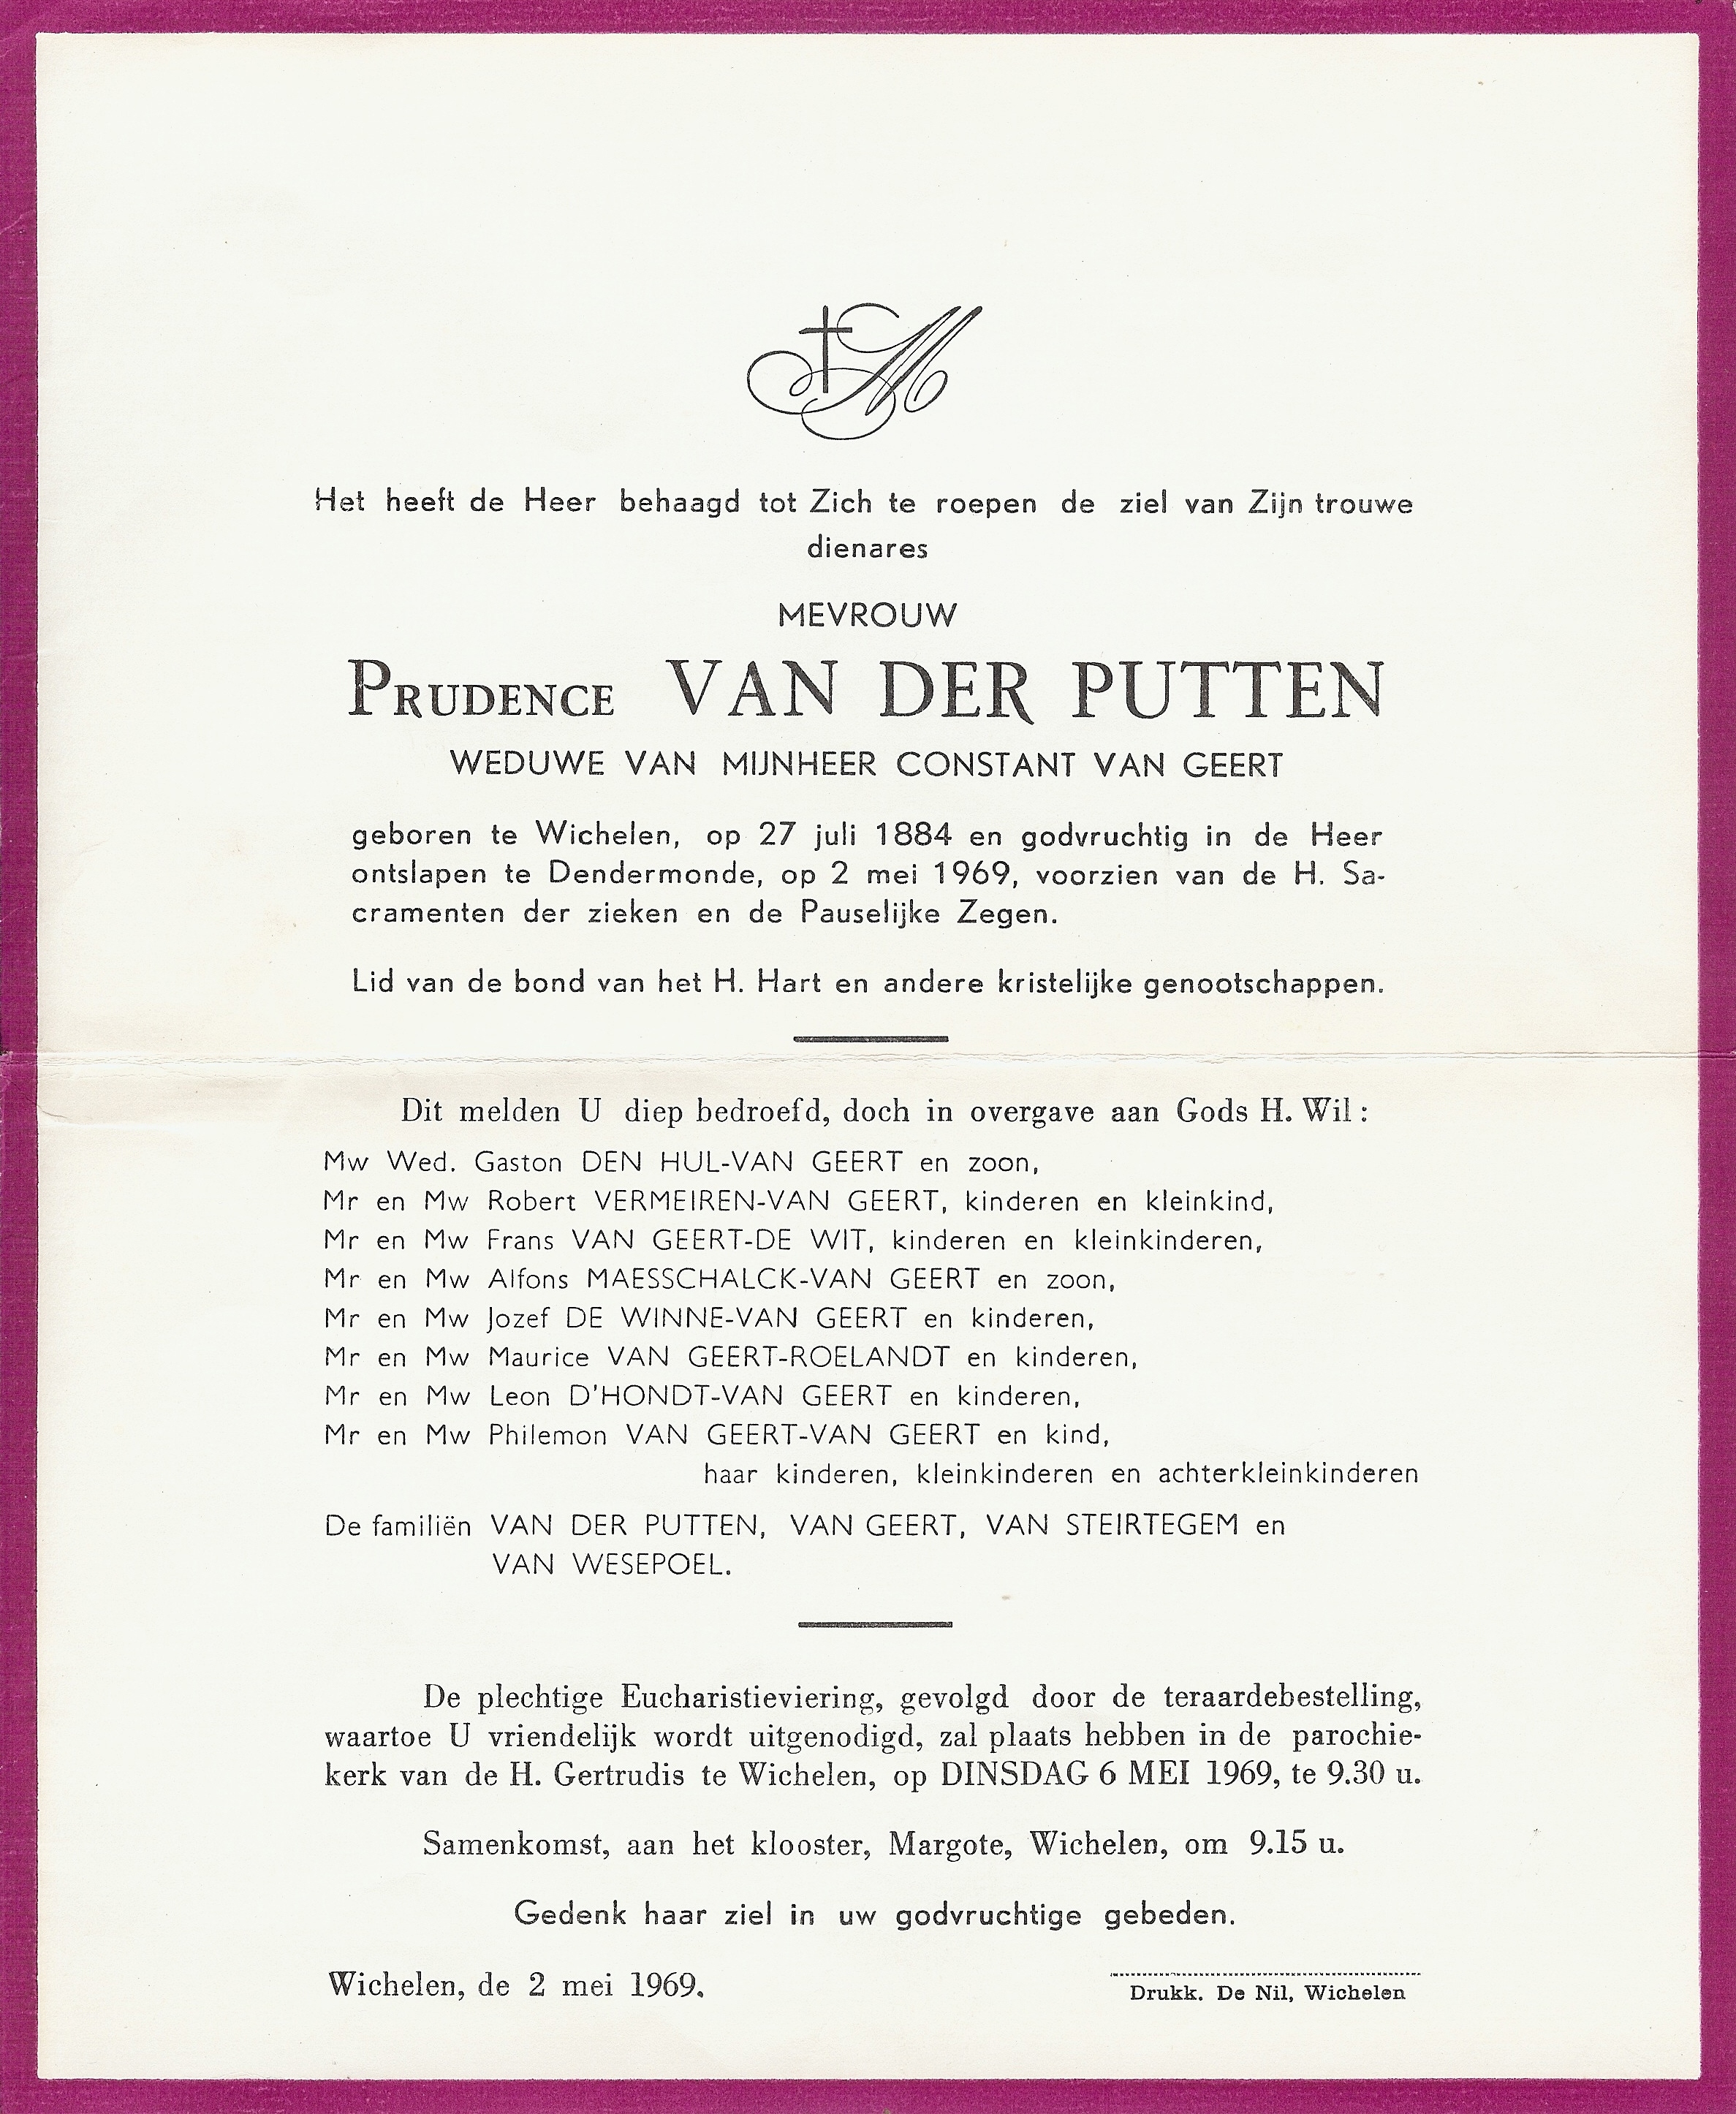 Het heeft de Heer behaagd tot Zich te roepen de ziel van Zijn trouwe
dienares
MEVROUW
PRUDENCE VAN DER PUTTEN
WEDUWE VAN MIJNHEER CONSTANT VAN GEERT
geboren te Wichelen, op 27 juli 1884 en godvruchtig in de Heer
ontslapen te Dendermonde, op 2 mei 1969, voorzien van de H. Sa-
cramenten der zieken en de Pauselijke Zegen.
Lid van de bond van het H. Hart en andere kristelijke genootschappen.
Dit melden U diep bedroefd, doch in overgave aan Gods H. Wil :
Mw Wed. Gaston DEN HUL-VAN GEERT en zoon,
Mr en Mw Robert VERMEIREN-VAN GEERT, kinderen en kleinkind,
Mr en Mw Frans VAN GEERT-DE WIT, kinderen en kleinkinderen,
Mr en Mw Alfons MAESSCHALCK-VAN GEERT en zoon,
Mr en Mw Jozef DE WINNE-VAN GEERT en kinderen,
Mr en Mw Maurice VAN GEERT-ROELANDT en kinderen,
Mr en Mw Leon D'HONDT-VAN GEERT en kinderen,
Mr en Mw Philemon VAN GEERT-VAN GEERT en kind,
haar kinderen, kleinkinderen en achterkleinkinderen
De familiën VAN DER PUTTEN, VAN GEERT, VAN STEIRTEGEM en
VAN WESEPOEL.
De plechtige Eucharistieviering, gevolgd door de teraardebestelling,
waartoe U vriendelijk wordt uitgenodigd, zal plaats hebben in de parochie-
kerk van de H. Gertrudis te Wichelen, op DINSDAG 6 MEI 1969, te 9.30 u.
Samenkomst, aan het klooster, Margote, Wichelen, om 9.15 u.
Gedenk haar ziel in uw godvruchtige gebeden.
Wichelen, de 2 mei 1969.
Drukk. De Nil, Wichelen